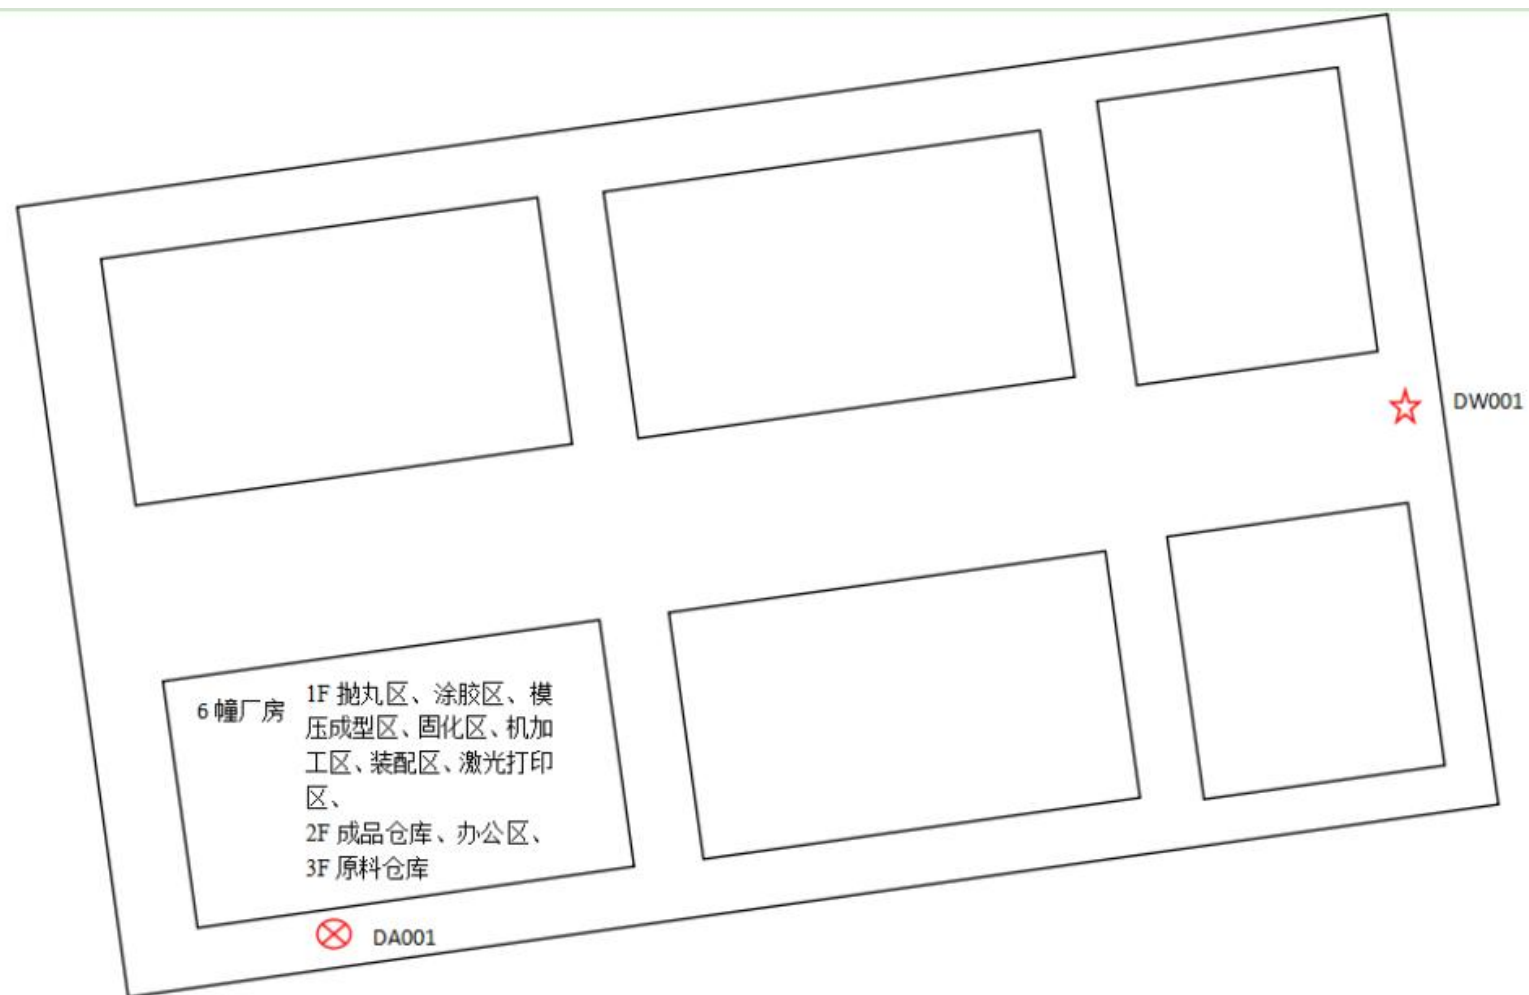 DW001
6 幢厂房
1F 抛丸区、涂胶区、模
压成型区、固化区、机加
工区、装配区、激光打印
区、
2F 成品仓库、办公区、
3F 原料仓库
DA001